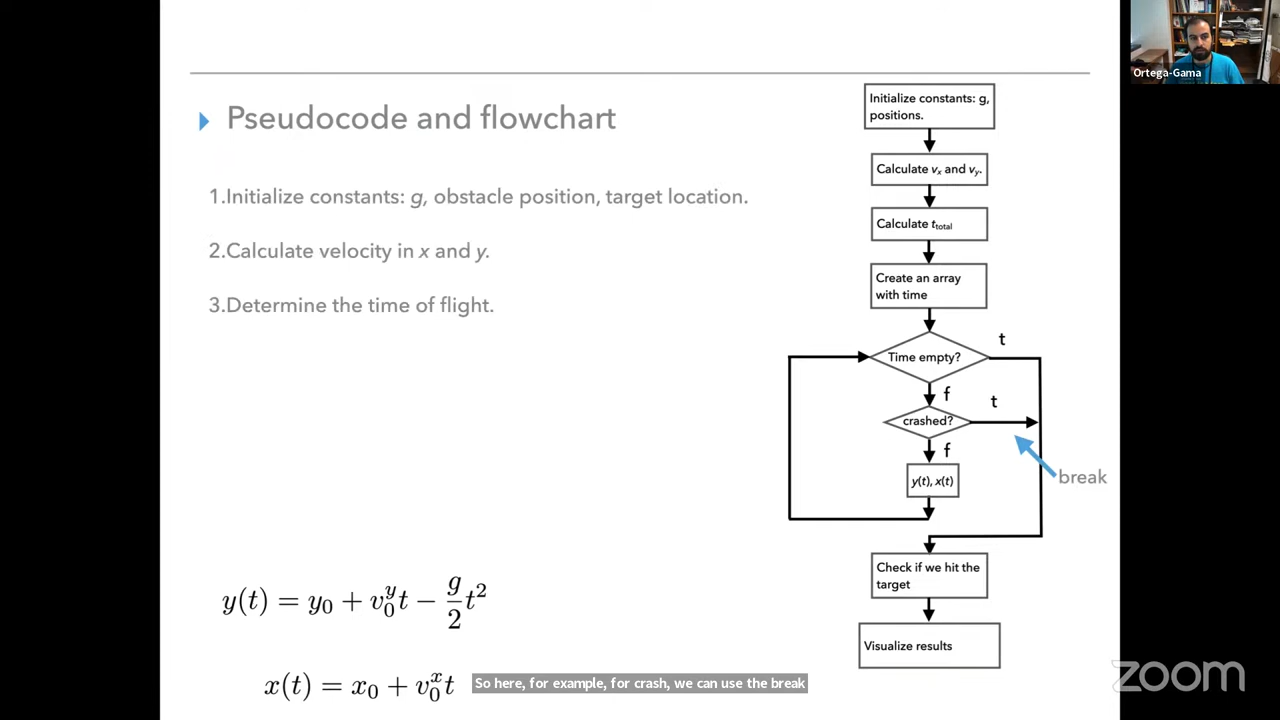 Ortega-Gama
Pseudocode and flowchart
1.Initialize constants: g, obstacle position, target location.
2.Calculate velocity in x and y.
3.Determine the time of flight.
y(t) = y₀ + v₀ʸt − g/2 t²
x(t) = x₀ + v₀ˣt
Initialize constants: g,
positions.
Calculate vₓ and vᵧ.
Calculate t_total
Create an array
with time
Time empty?
t
f
crashed?
t
f
y(t), x(t)
break
Check if we hit the
target
Visualize results
So here, for example, for crash, we can use the break
zoom